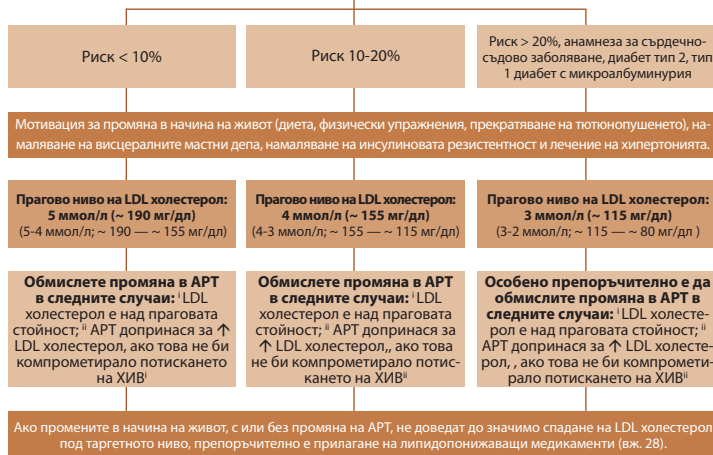 Риск < 10%
Риск 10-20%
Риск > 20%, анамнеза за сърдечно-
съдово заболяване, диабет тип 2, тип
1 диабет с микроалбуминурия
Мотивация за промяна в начина на живот (диета, физически упражнения, прекратяване на тютюнопушенето), на-
маляване на висцералните мастни депа, намаляване на инсулиновата резистентност и лечение на хипертонията.
Прагово ниво на LDL холестерол:
5 ммол/л (~ 190 мг/дл)
(5-4 ммол/л; ~ 190 — ~ 155 мг/дл)
Прагово ниво на LDL холестерол:
4 ммол/л (~ 155 мг/дл)
(4-3 ммол/л; ~ 155 — ~ 115 мг/дл)
Прагово ниво на LDL холестерол:
3 ммол/л (~ 115 мг/дл)
(3-2 ммол/л; ~ 115 — ~ 80 мг/дл )
Обмислете промяна в АРТ
в следните случаи: ⁱ LDL
холестерол е над праговата
стойност; ⁱⁱ АРТ допринася за ↑
LDL холестерол, ако това не би
компрометирало потискането
на ХИВⁱ
Обмислете промяна в АРТ
в следните случаи: ⁱ LDL
холестерол е над праговата
стойност; ⁱⁱ АРТ допринася за
↑ LDL холестерол,, ако това
не би компрометирало потис-
кането на ХИВⁱⁱ
Особено препоръчително е да
обмислите промяна в АРТ в
следните случаи: ⁱ LDL холесте-
рол е над праговата стойност; ⁱⁱ
АРТ допринася за ↑ LDL холесте-
рол, , ако това не би компромети-
рало потискането на ХИВⁱⁱ
Ако промените в начина на живот, с или без промяна на АРТ, не доведат до значимо спадане на LDL холестерол
под таргетното ниво, препоръчително е прилагане на липидопонижаващи медикаменти (вж. 28).